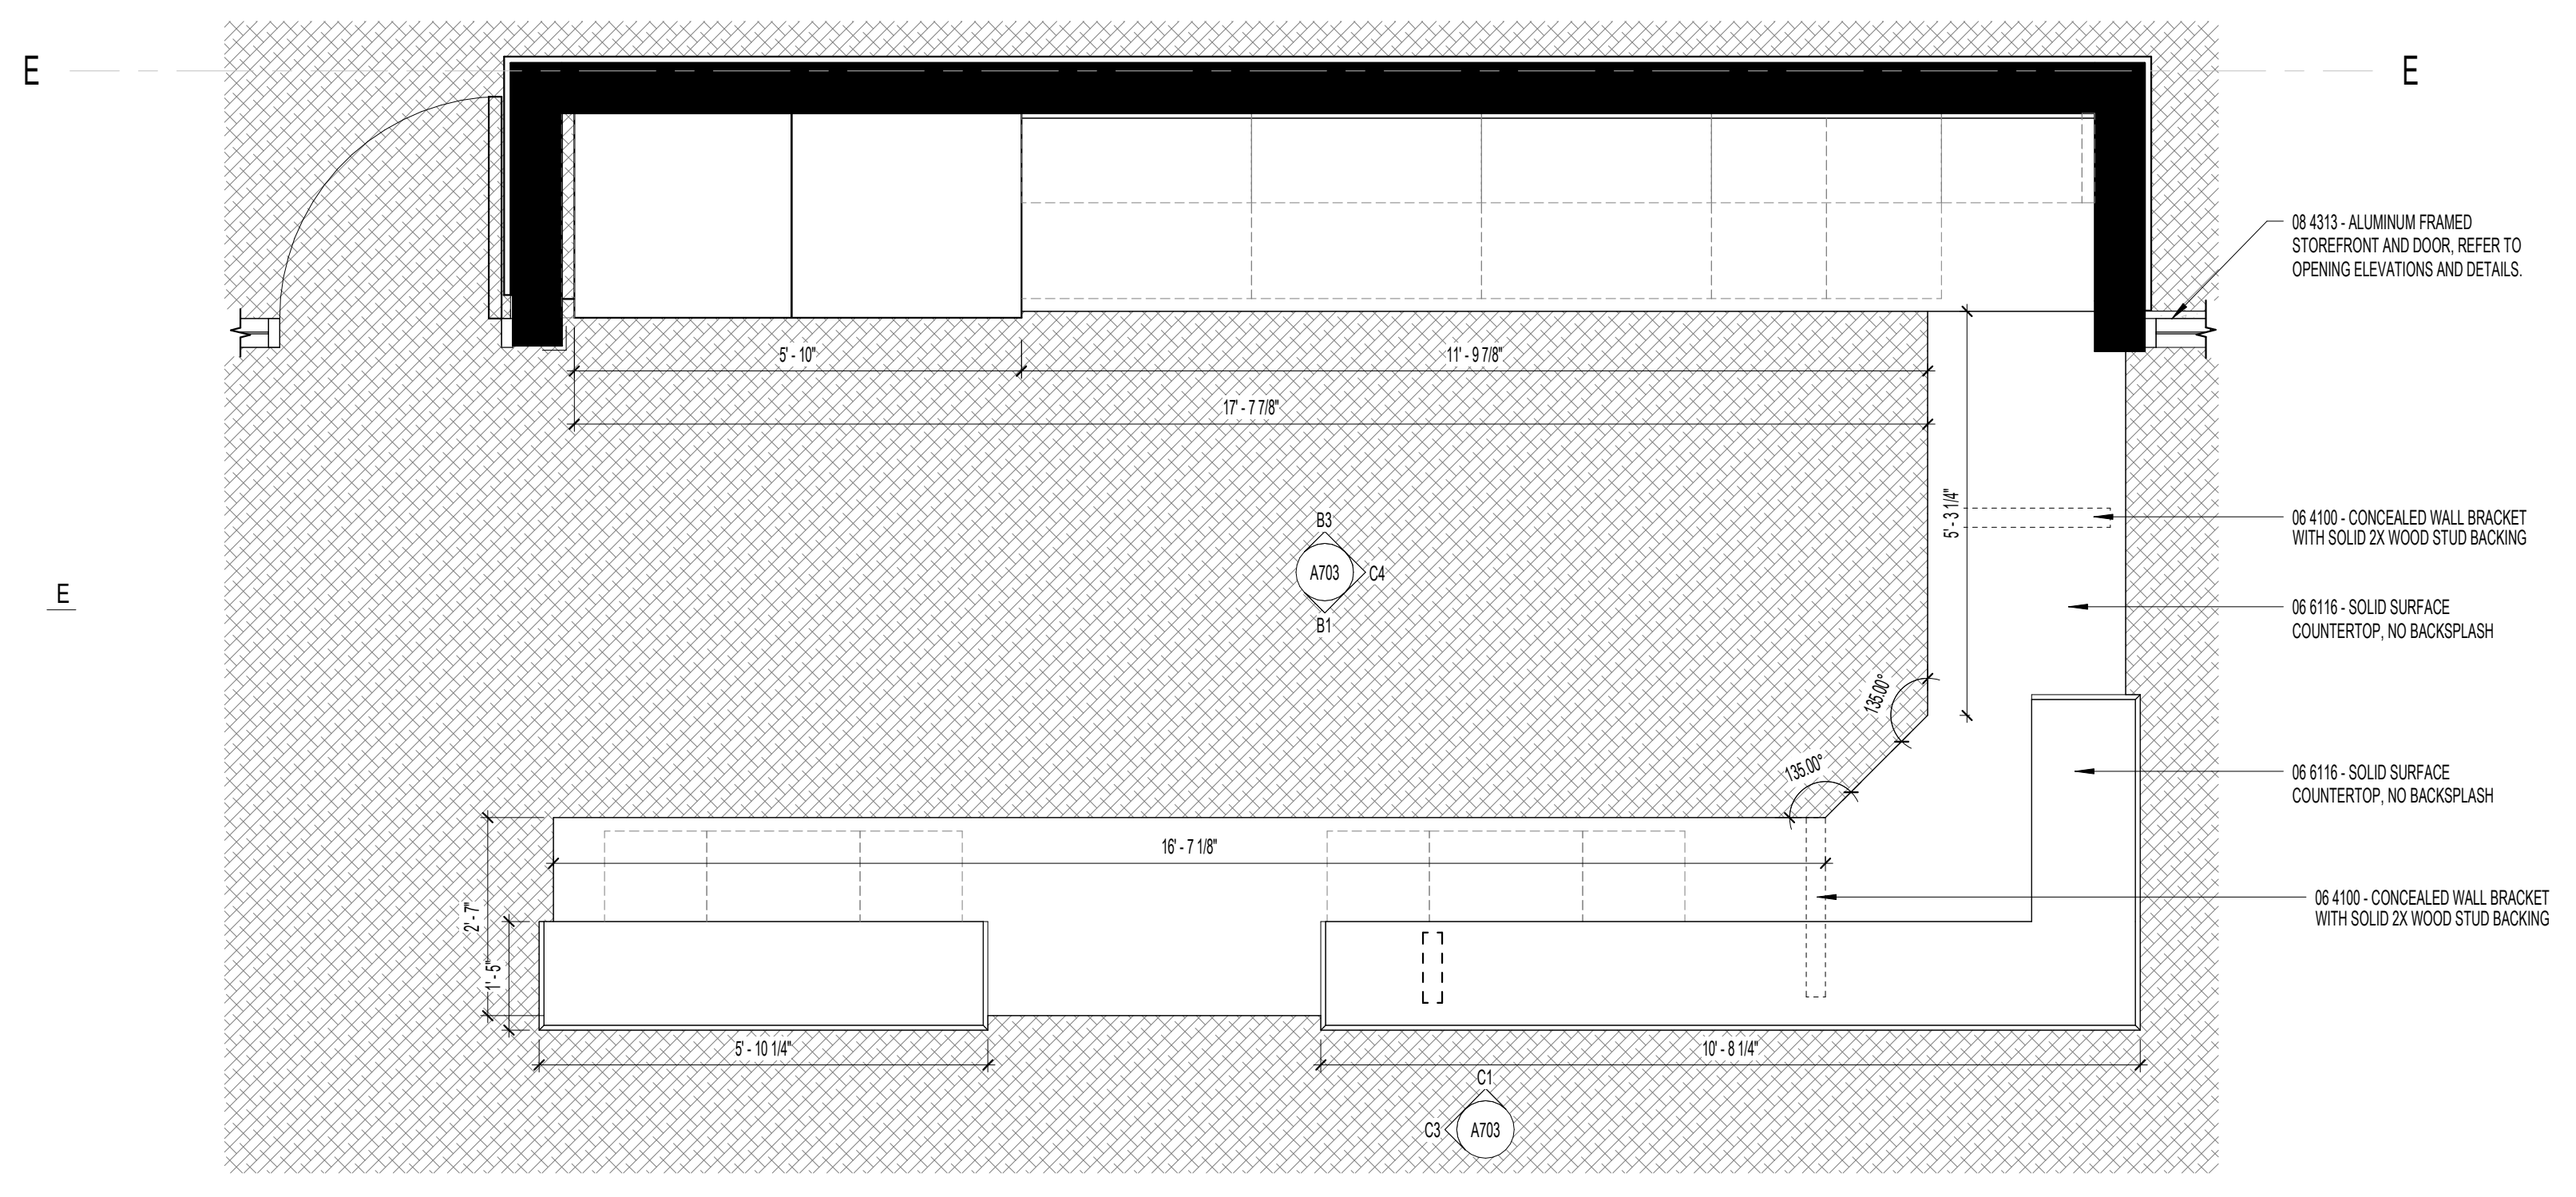 E
E
08 4313 - ALUMINUM FRAMED
STOREFRONT AND DOOR, REFER TO
OPENING ELEVATIONS AND DETAILS.
5' - 10"
11' - 9 7/8"
17' - 7 7/8"
5' - 3 1/4"
06 4100 - CONCEALED WALL BRACKET
WITH SOLID 2X WOOD STUD BACKING
B3
A703
C4
B1
E
06 6116 - SOLID SURFACE
COUNTERTOP, NO BACKSPLASH
135.00°
135.00°
06 6116 - SOLID SURFACE
COUNTERTOP, NO BACKSPLASH
16' - 7 1/8"
06 4100 - CONCEALED WALL BRACKET
WITH SOLID 2X WOOD STUD BACKING
2' - 7"
1' - 5"
5' - 10 1/4"
10' - 8 1/4"
C1
C3
A703